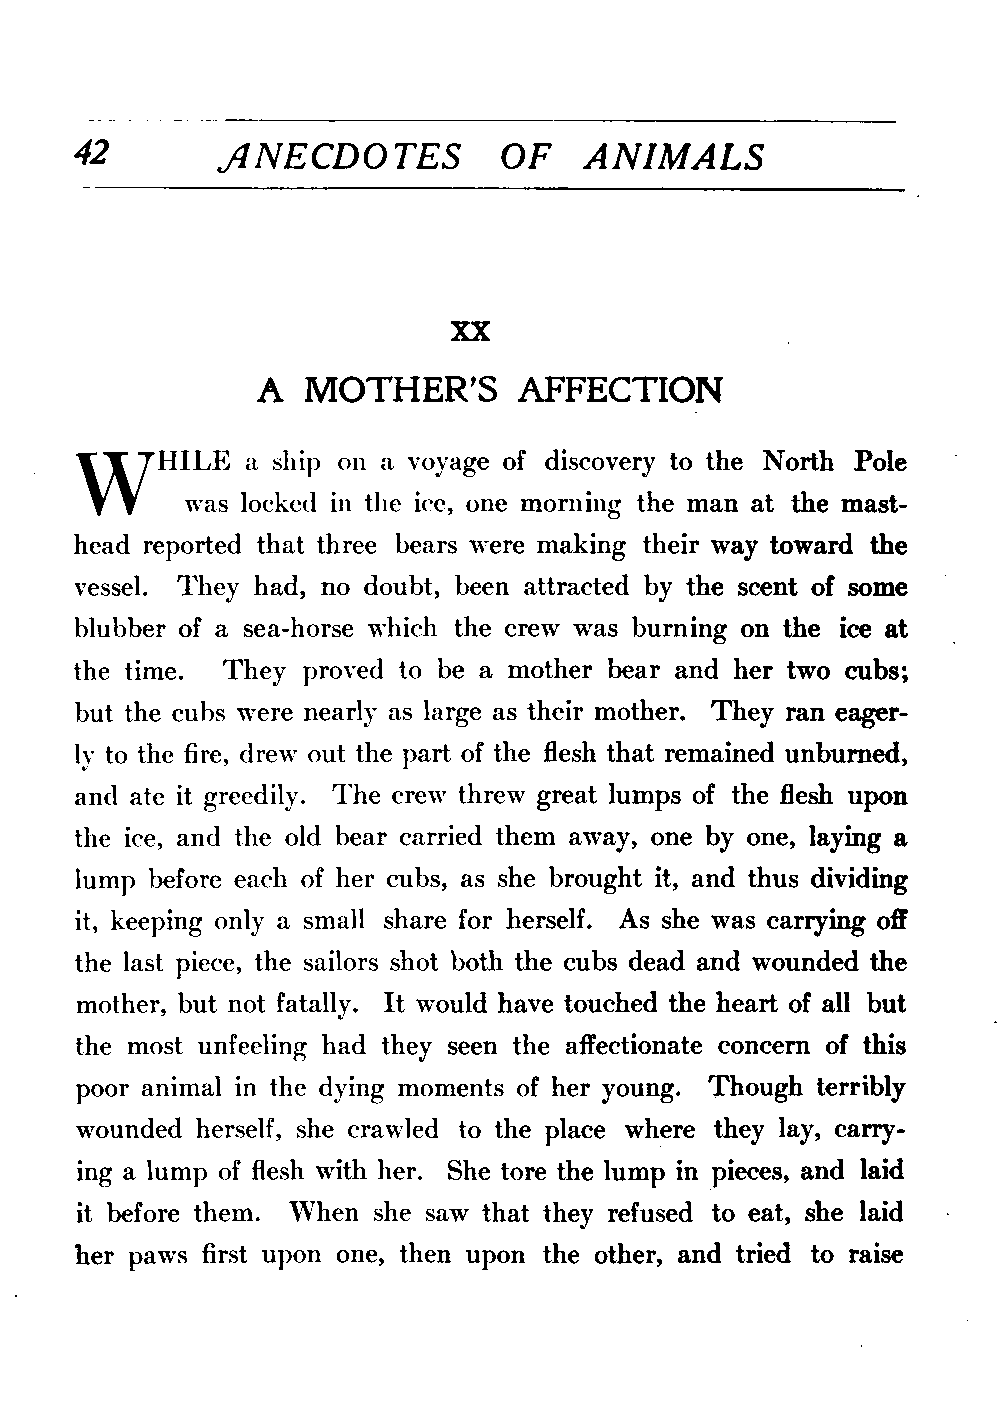 42 ANECDOTES OF ANIMALS
XX
A MOTHER'S AFFECTION
WHILE a ship on a voyage of discovery to the North Pole
was locked in the ice, one morning the man at the mast-
head reported that three bears were making their way toward the
vessel. They had, no doubt, been attracted by the scent of some
blubber of a sea-horse which the crew was burning on the ice at
the time. They proved to be a mother bear and her two cubs;
but the cubs were nearly as large as their mother. They ran eager-
ly to the fire, drew out the part of the flesh that remained unburned,
and ate it greedily. The crew threw great lumps of the flesh upon
the ice, and the old bear carried them away, one by one, laying a
lump before each of her cubs, as she brought it, and thus dividing
it, keeping only a small share for herself. As she was carrying off
the last piece, the sailors shot both the cubs dead and wounded the
mother, but not fatally. It would have touched the heart of all but
the most unfeeling had they seen the affectionate concern of this
poor animal in the dying moments of her young. Though terribly
wounded herself, she crawled to the place where they lay, carry-
ing a lump of flesh with her. She tore the lump in pieces, and laid
it before them. When she saw that they refused to eat, she laid
her paws first upon one, then upon the other, and tried to raise